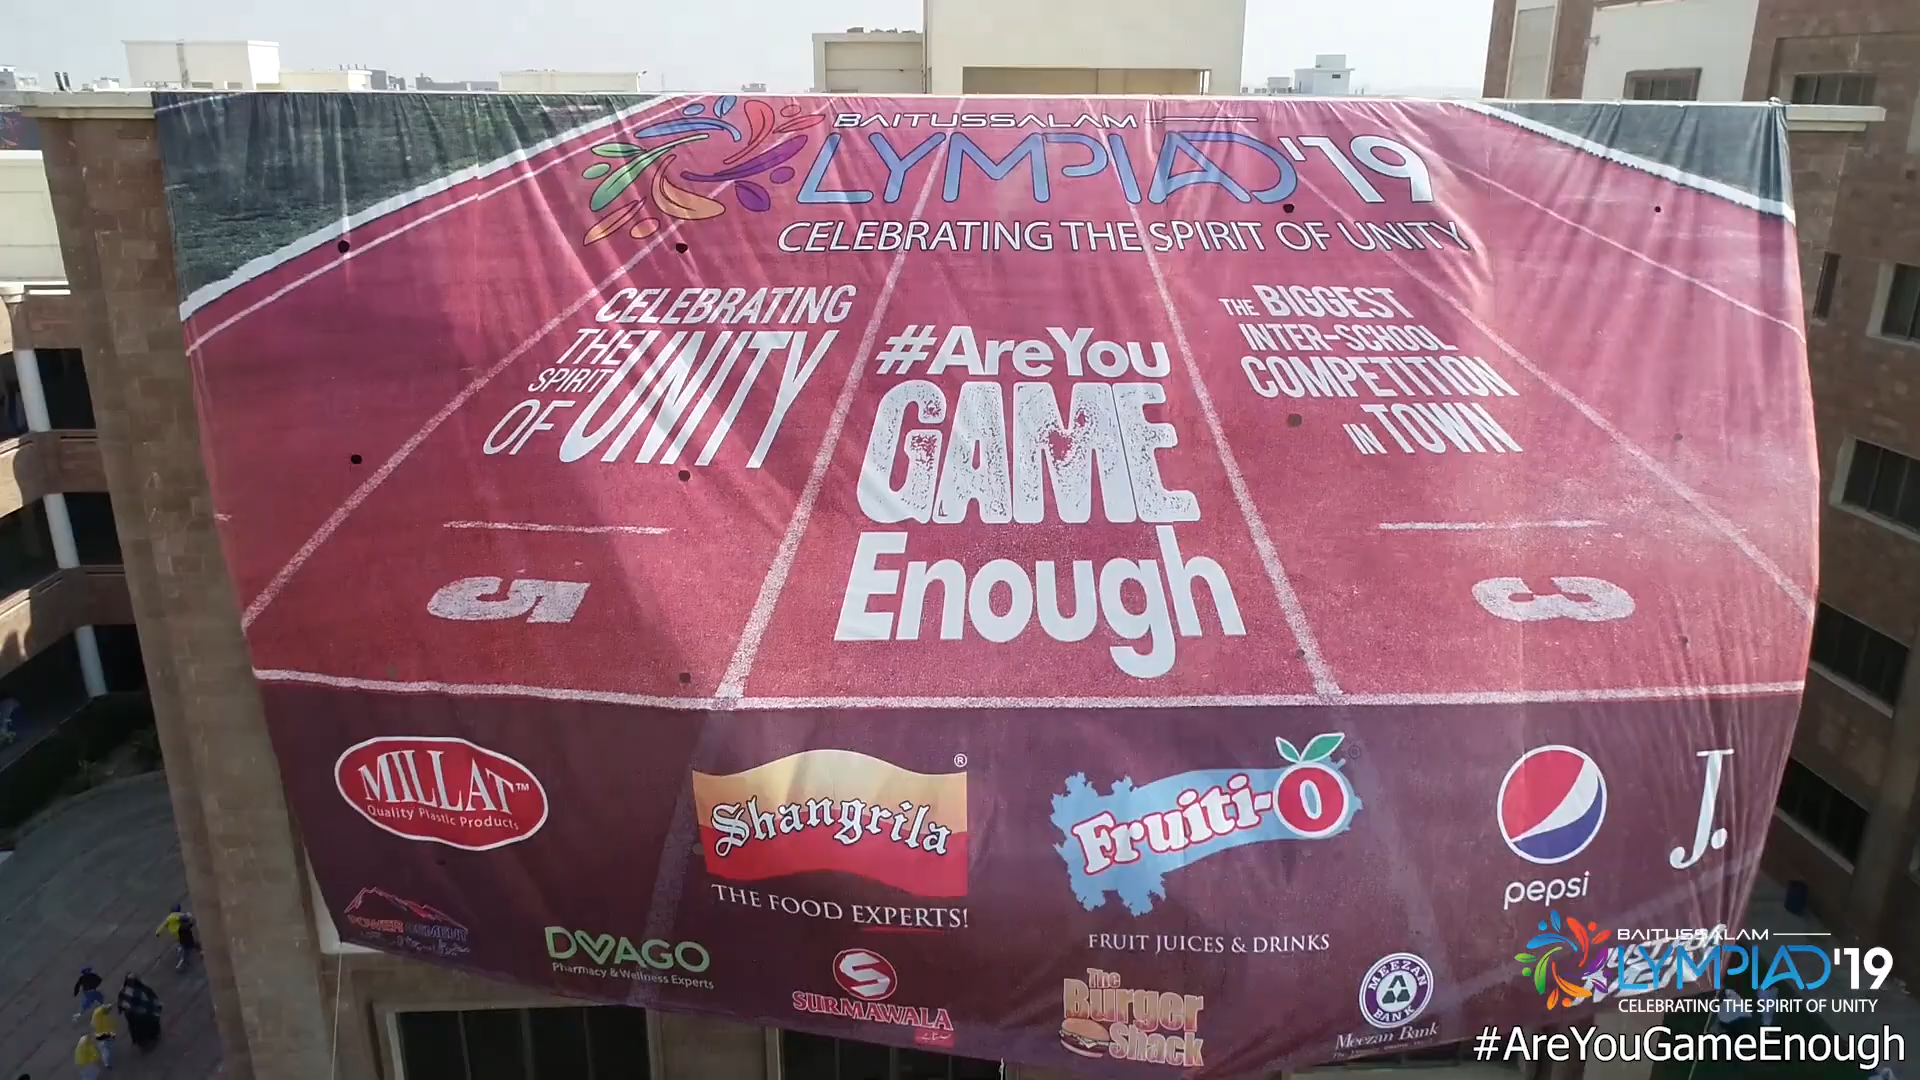 BAITUSSALAM
LYMPIAD'19
CELEBRATING THE SPIRIT OF UNITY
CELEBRATING
THE
SPIRIT
OF UNITY
#AreYou
GAME
Enough
THE BIGGEST
INTER-SCHOOL
COMPETITION
IN TOWN
5
3
MILLAT™
Quality Plastic Products
Shangrila®
THE FOOD EXPERTS!
Fruiti-O®
FRUIT JUICES & DRINKS
pepsi
J.
POWER CEMENT
DVAGO
Pharmacy & Wellness Experts
SURMAWALA
The
Burger
Shack
MEEZAN BANK
Meezan Bank
BAITUSSALAM
LYMPIAD'19
CELEBRATING THE SPIRIT OF UNITY
#AreYouGameEnough